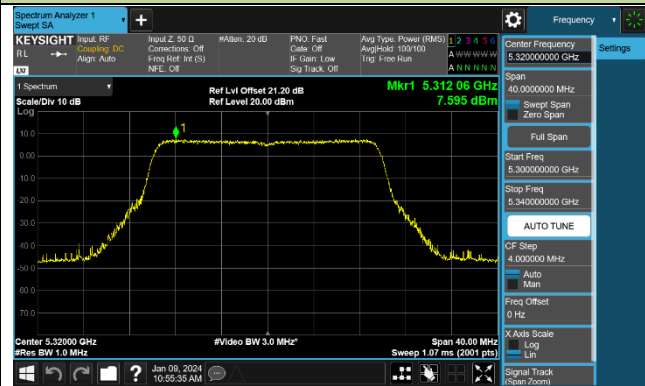 Spectrum Analyzer 1
Swept SA
+
Frequency
KEYSIGHT
RL
LXI
Input: RF
Coupling: DC
Align: Auto
Input Z: 50 Ω
Corrections: Off
Freq Ref: Int (S)
NFE: Off
#Atten: 20 dB
PNO: Fast
Gate: Off
IF Gain: Low
Sig Track: Off
Avg Type: Power (RMS)
Avg|Hold: 100/100
Trig: Free Run
1 2 3 4 5 6
A W W W W W
A N N N N N
1 Spectrum
Scale/Div 10 dB
Log
Ref Lvl Offset 21.20 dB
Ref Level 20.00 dBm
Mkr1 5.312 06 GHz
7.595 dBm
1
10.0
0.00
-10.0
-20.0
-30.0
-40.0
-50.0
-60.0
-70.0
Center 5.32000 GHz
#Res BW 1.0 MHz
#Video BW 3.0 MHz*
Span 40.00 MHz
Sweep 1.07 ms (2001 pts)
Jan 09, 2024
10:55:35 AM
Center Frequency
5.320000000 GHz
Span
40.0000000 MHz
Swept Span
Zero Span
Full Span
Start Freq
5.300000000 GHz
Stop Freq
5.340000000 GHz
AUTO TUNE
CF Step
4.000000 MHz
Auto
Man
Freq Offset
0 Hz
X Axis Scale
Log
Lin
Signal Track
(Span Zoom)
Settings